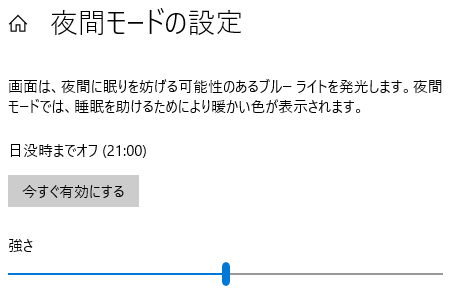 夜間モードの設定
画面は、夜間に眠りを妨げる可能性のあるブルー ライトを発光します。夜間
モードでは、睡眠を助けるためにより暖かい色が表示されます。
日没時までオフ (21:00)
今すぐ有効にする
強さ